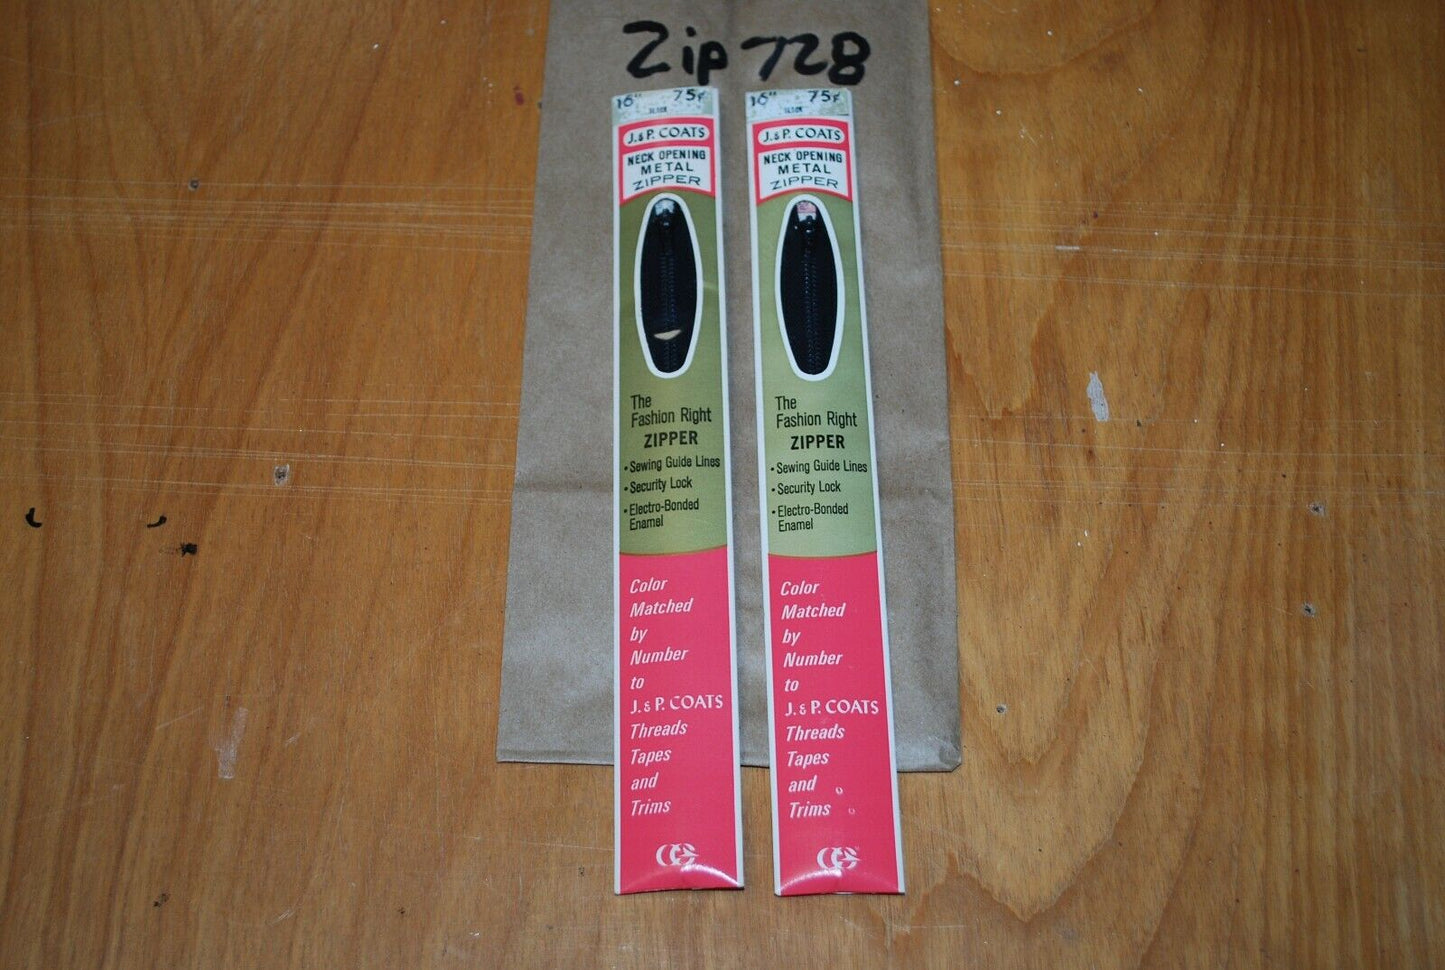 Zip 728
16" 75¢
J. & P. COATS
NECK OPENING
METAL
ZIPPER
The
Fashion Right
ZIPPER
• Sewing Guide Lines
• Security Lock
• Electro-Bonded
Enamel
Color
Matched
by
Number
to
J. & P. COATS
Threads
Tapes
and
Trims
16" 75¢
J. & P. COATS
NECK OPENING
METAL
ZIPPER
The
Fashion Right
ZIPPER
• Sewing Guide Lines
• Security Lock
• Electro-Bonded
Enamel
Color
Matched
by
Number
to
J. & P. COATS
Threads
Tapes
and
Trims